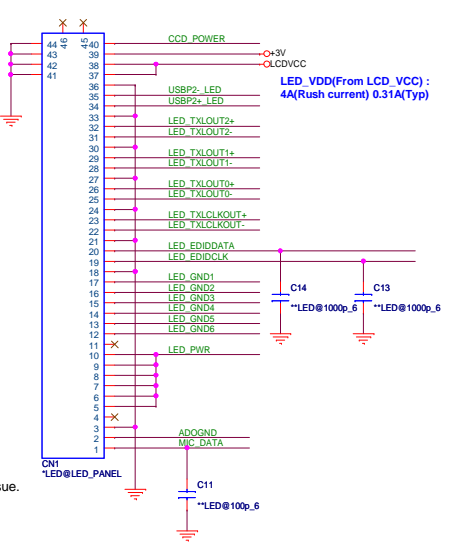 46
45
44
43
42
41
40 CCD_POWER
39 +3V
38 LCDVCC
37
LED_VDD(From LCD_VCC) :
4A(Rush current) 0.31A(Typ)
36
35 USBP2-_LED
34 USBP2+_LED
33
32 LED_TXLOUT2+
31 LED_TXLOUT2-
30
29 LED_TXLOUT1+
28 LED_TXLOUT1-
27
26 LED_TXLOUT0+
25 LED_TXLOUT0-
24
23 LED_TXLCLKOUT+
22 LED_TXLCLKOUT-
21
20 LED_EDIDDATA
19 LED_EDIDCLK
18
17 LED_GND1
16 LED_GND2
15 LED_GND3
14 LED_GND4
13 LED_GND5
12 LED_GND6
C14
**LED@1000p_6
C13
**LED@1000p_6
11
10 LED_PWR
9
8
7
6
5
4
3
2 ADOGND
1 MIC_DATA
CN1
*LED@LED_PANEL
C11
**LED@100p_6